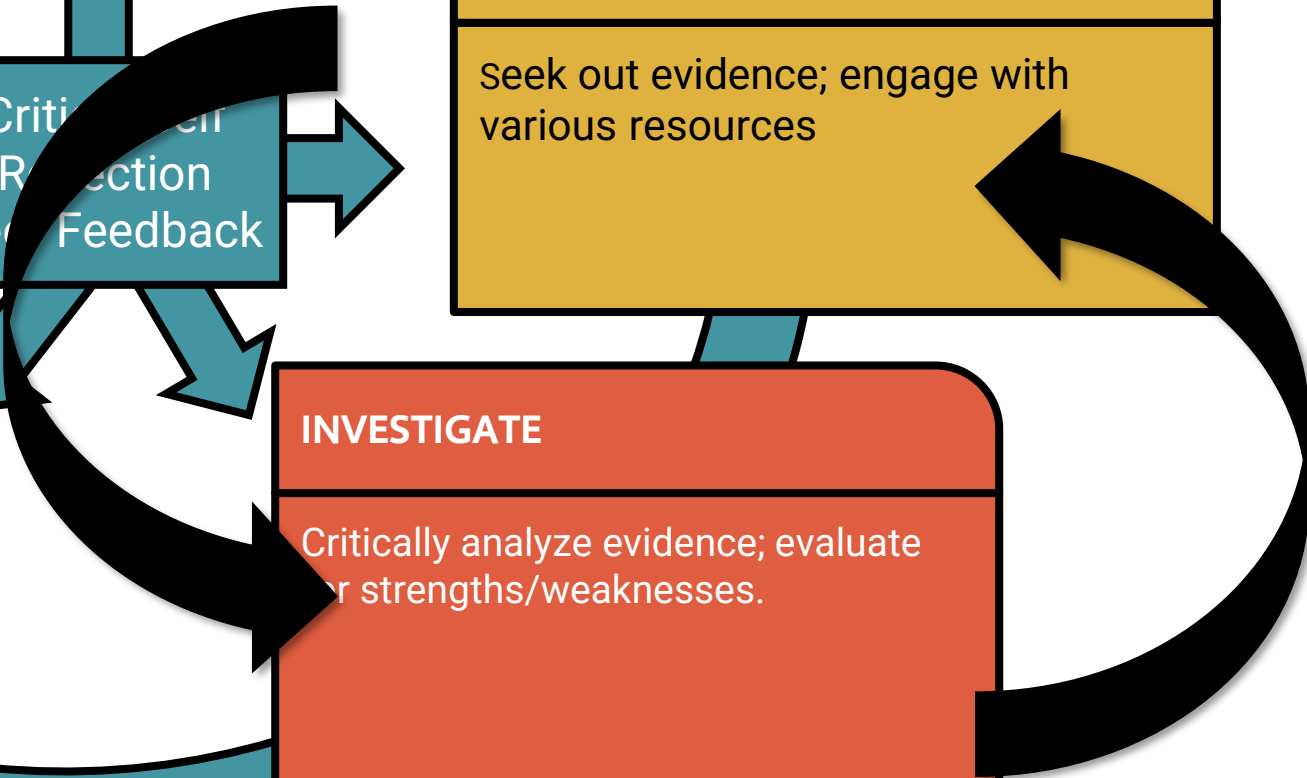 Seek out evidence; engage with
various resources
Feedback
INVESTIGATE
Critically analyze evidence; evaluate
strengths/weaknesses.